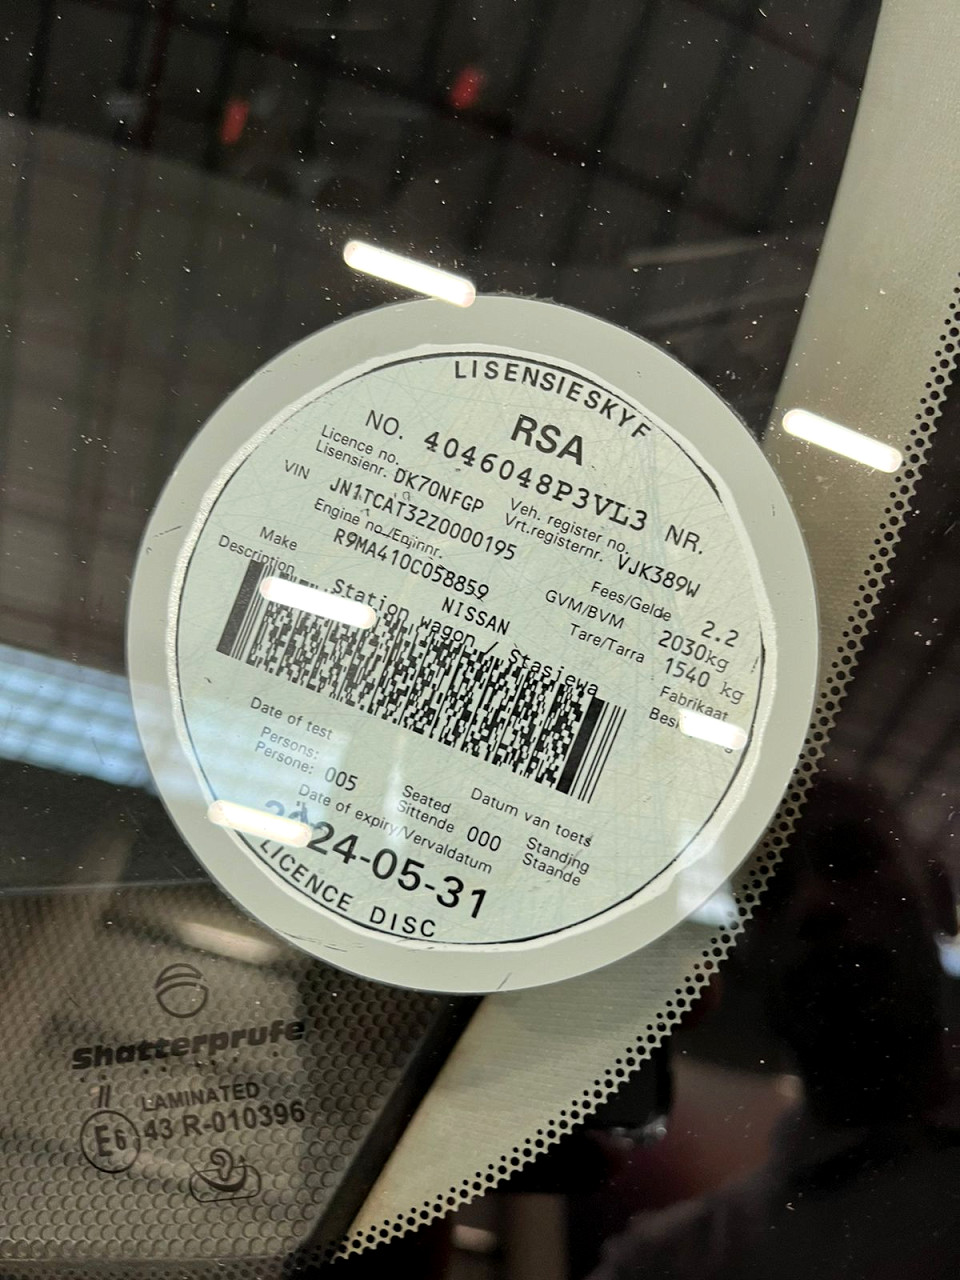 LISENSIESKYF
RSA
NO. 4046048P3VL3 NR.
Licence no. DK70NFGP Veh. register no. VJK389W
Lisensienr. Vrt.registernr.
VIN JN1TCAT32Z0000195
Engine no./Enjinnr.
R9MA410C058859
Fees/Gelde 2.2
GVM/BVM 2030kg
Tare/Tarra 1540 kg
Make NISSAN Fabrikaat
Description Station wagon / Stasiewa
Date of test Datum van toets
Persons: Seated Standing
Persone: 005 Sittende 000 Staande
Date of expiry/Vervaldatum
2024-05-31
LICENCE DISC
Shatterprufe
II
LAMINATED
E6 43 R-010396